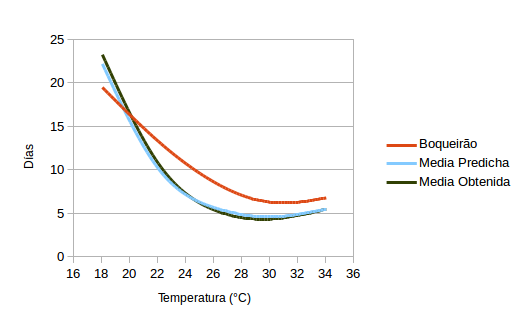 25
20
15
10
5
0
Días
16 18 20 22 24 26 28 30 32 34 36
Temperatura (°C)
Boqueirão
Media Predicha
Media Obtenida